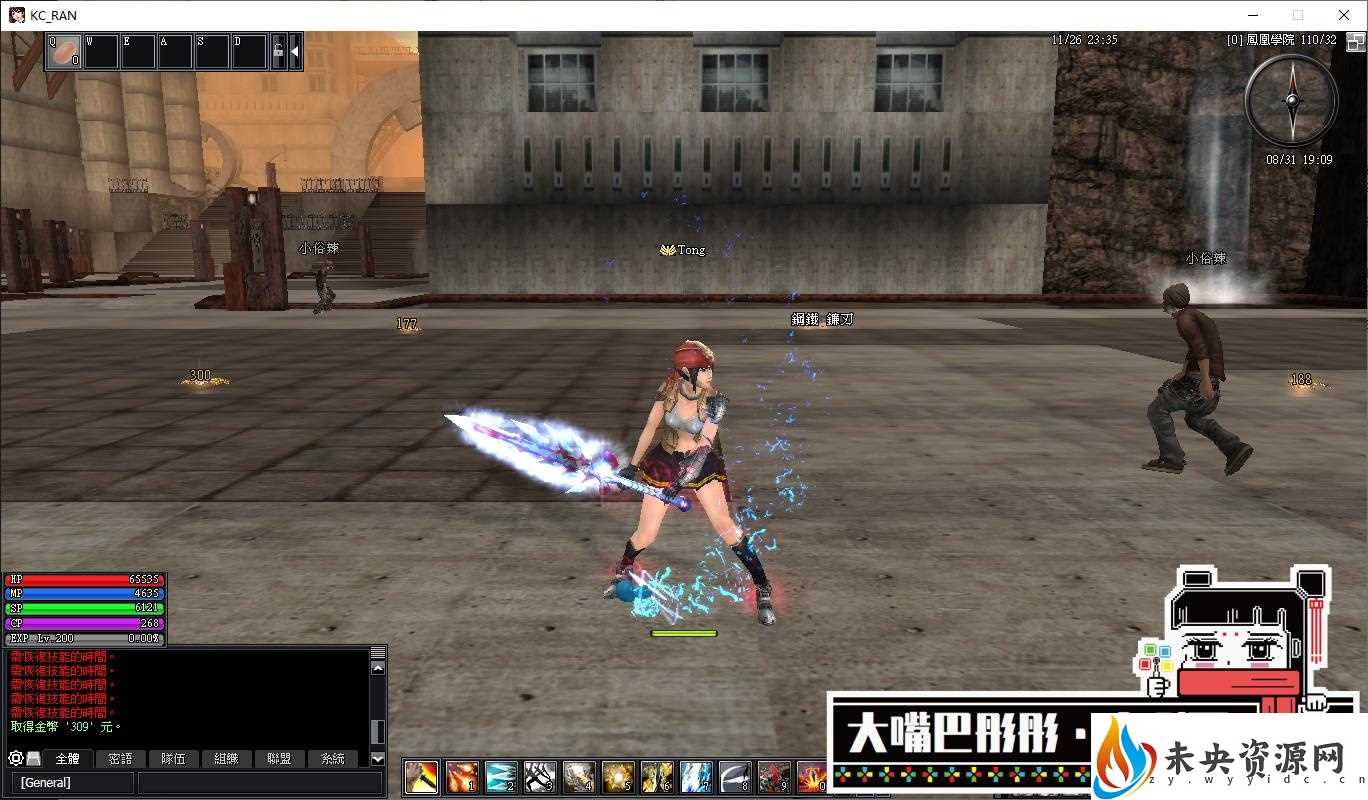 KC_RAN
Q W E A S D
0
11/26 23:35
[0] 鳳凰學院 110/32
08/31 19:09
小俗辣
Tong
小俗辣
177
鋼鐵 鐮刀
300
188
HP 65535
MP 4635
SP 6121
CP 268
EXP Lv.200 0.00%
需恢復技能的時間。
需恢復技能的時間。
需恢復技能的時間。
需恢復技能的時間。
需恢復技能的時間。
取得金幣 '309' 元。
全體 密語 隊伍 組織 聯盟 系統
[General]
1 2 3 4 5 6 7 8 9 0
大嘴巴彤彤·
未央资源网
zy.wyyidc.cn